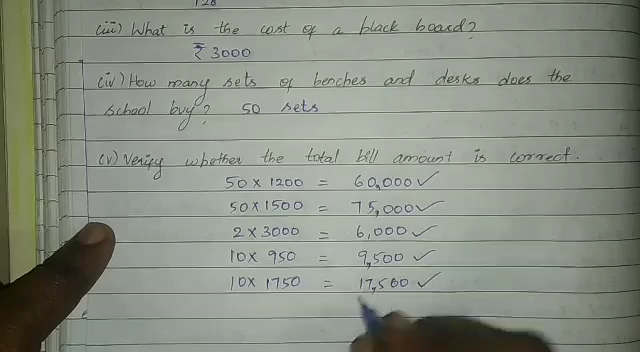 128
(iii) What is the cost of a black board?
₹ 3000
(iv) How many sets of benches and desks does the
school buy? 50 sets
(v) Verify whether the total bill amount is correct.
50 × 1200 = 60,000 ✓
50 × 1500 = 75,000 ✓
2 × 3000 = 6,000 ✓
10 × 950 = 9,500 ✓
10 × 1750 = 17,500 ✓